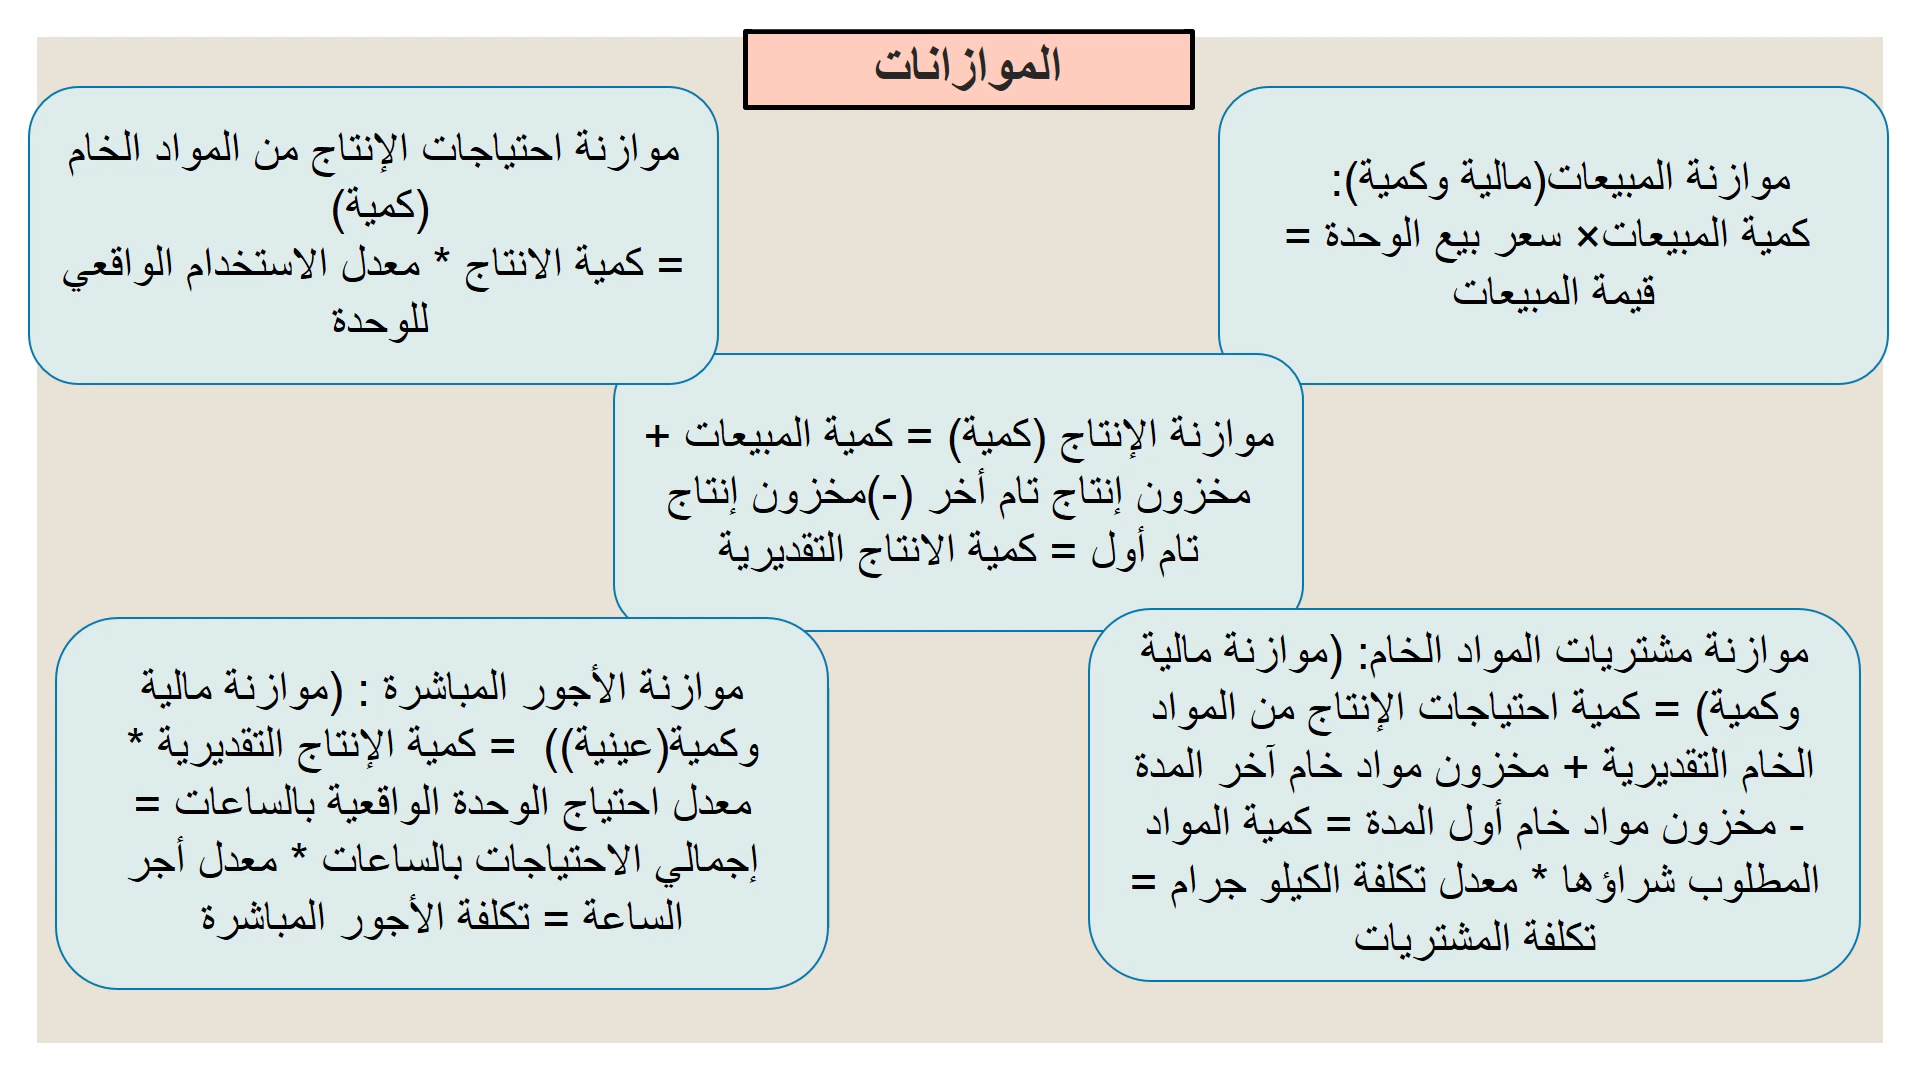 الموازانات
موازنة المبيعات(مالية وكمية):
كمية المبيعات× سعر بيع الوحدة =
قيمة المبيعات
موازنة احتياجات الإنتاج من المواد الخام
(كمية)
= كمية الانتاج * معدل الاستخدام الواقعي
للوحدة
موازنة الإنتاج (كمية) = كمية المبيعات +
مخزون إنتاج تام أخر (-)مخزون إنتاج
تام أول = كمية الانتاج التقديرية
موازنة مشتريات المواد الخام: (موازنة مالية
وكمية) = كمية احتياجات الإنتاج من المواد
الخام التقديرية + مخزون مواد خام آخر المدة
- مخزون مواد خام أول المدة = كمية المواد
المطلوب شراؤها * معدل تكلفة الكيلو جرام =
تكلفة المشتريات
موازنة الأجور المباشرة : (موازنة مالية
وكمية(عينية)) = كمية الإنتاج التقديرية *
معدل احتياج الوحدة الواقعية بالساعات =
إجمالي الاحتياجات بالساعات * معدل أجر
الساعة = تكلفة الأجور المباشرة